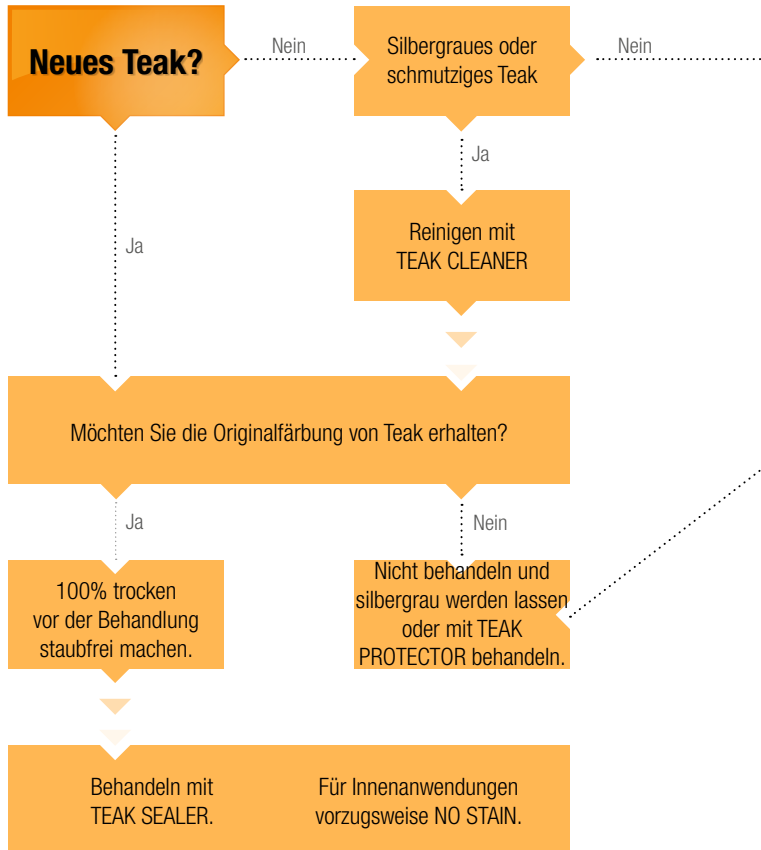 Neues Teak?
Nein
Silbergraues oder
schmutziges Teak
Nein
Ja
Reinigen mit
TEAK CLEANER
Ja
Möchten Sie die Originalfärbung von Teak erhalten?
Ja
Nein
100% trocken
vor der Behandlung
staubfrei machen.
Nicht behandeln und
silbergrau werden lassen
oder mit TEAK
PROTECTOR behandeln.
Behandeln mit
TEAK SEALER.
Für Innenanwendungen
vorzugsweise NO STAIN.